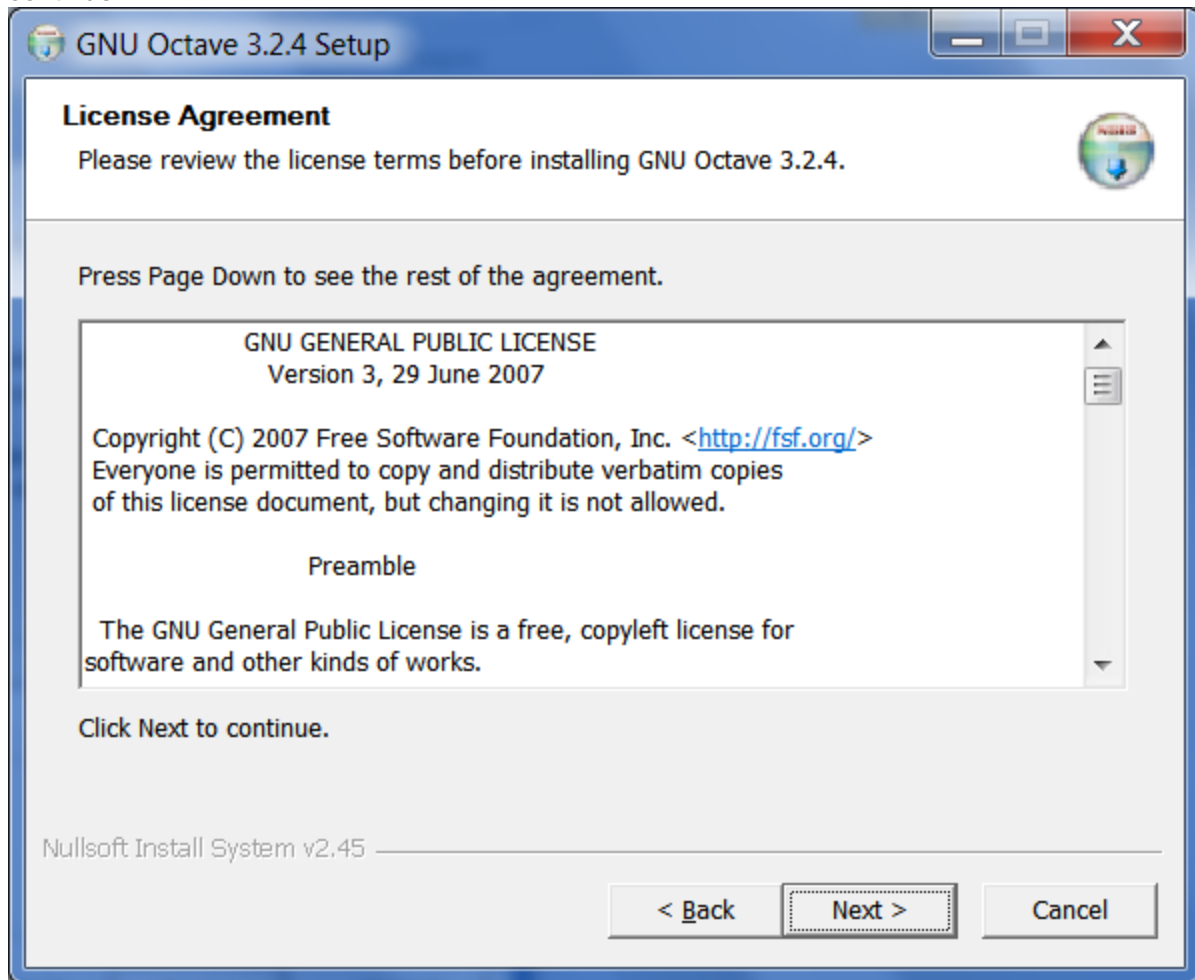 GNU Octave 3.2.4 Setup
License Agreement
Please review the license terms before installing GNU Octave 3.2.4.
Press Page Down to see the rest of the agreement.
GNU GENERAL PUBLIC LICENSE
Version 3, 29 June 2007
Copyright (C) 2007 Free Software Foundation, Inc. <http://fsf.org/>
Everyone is permitted to copy and distribute verbatim copies
of this license document, but changing it is not allowed.
Preamble
The GNU General Public License is a free, copyleft license for
software and other kinds of works.
Click Next to continue.
Nullsoft Install System v2.45
< Back Next > Cancel